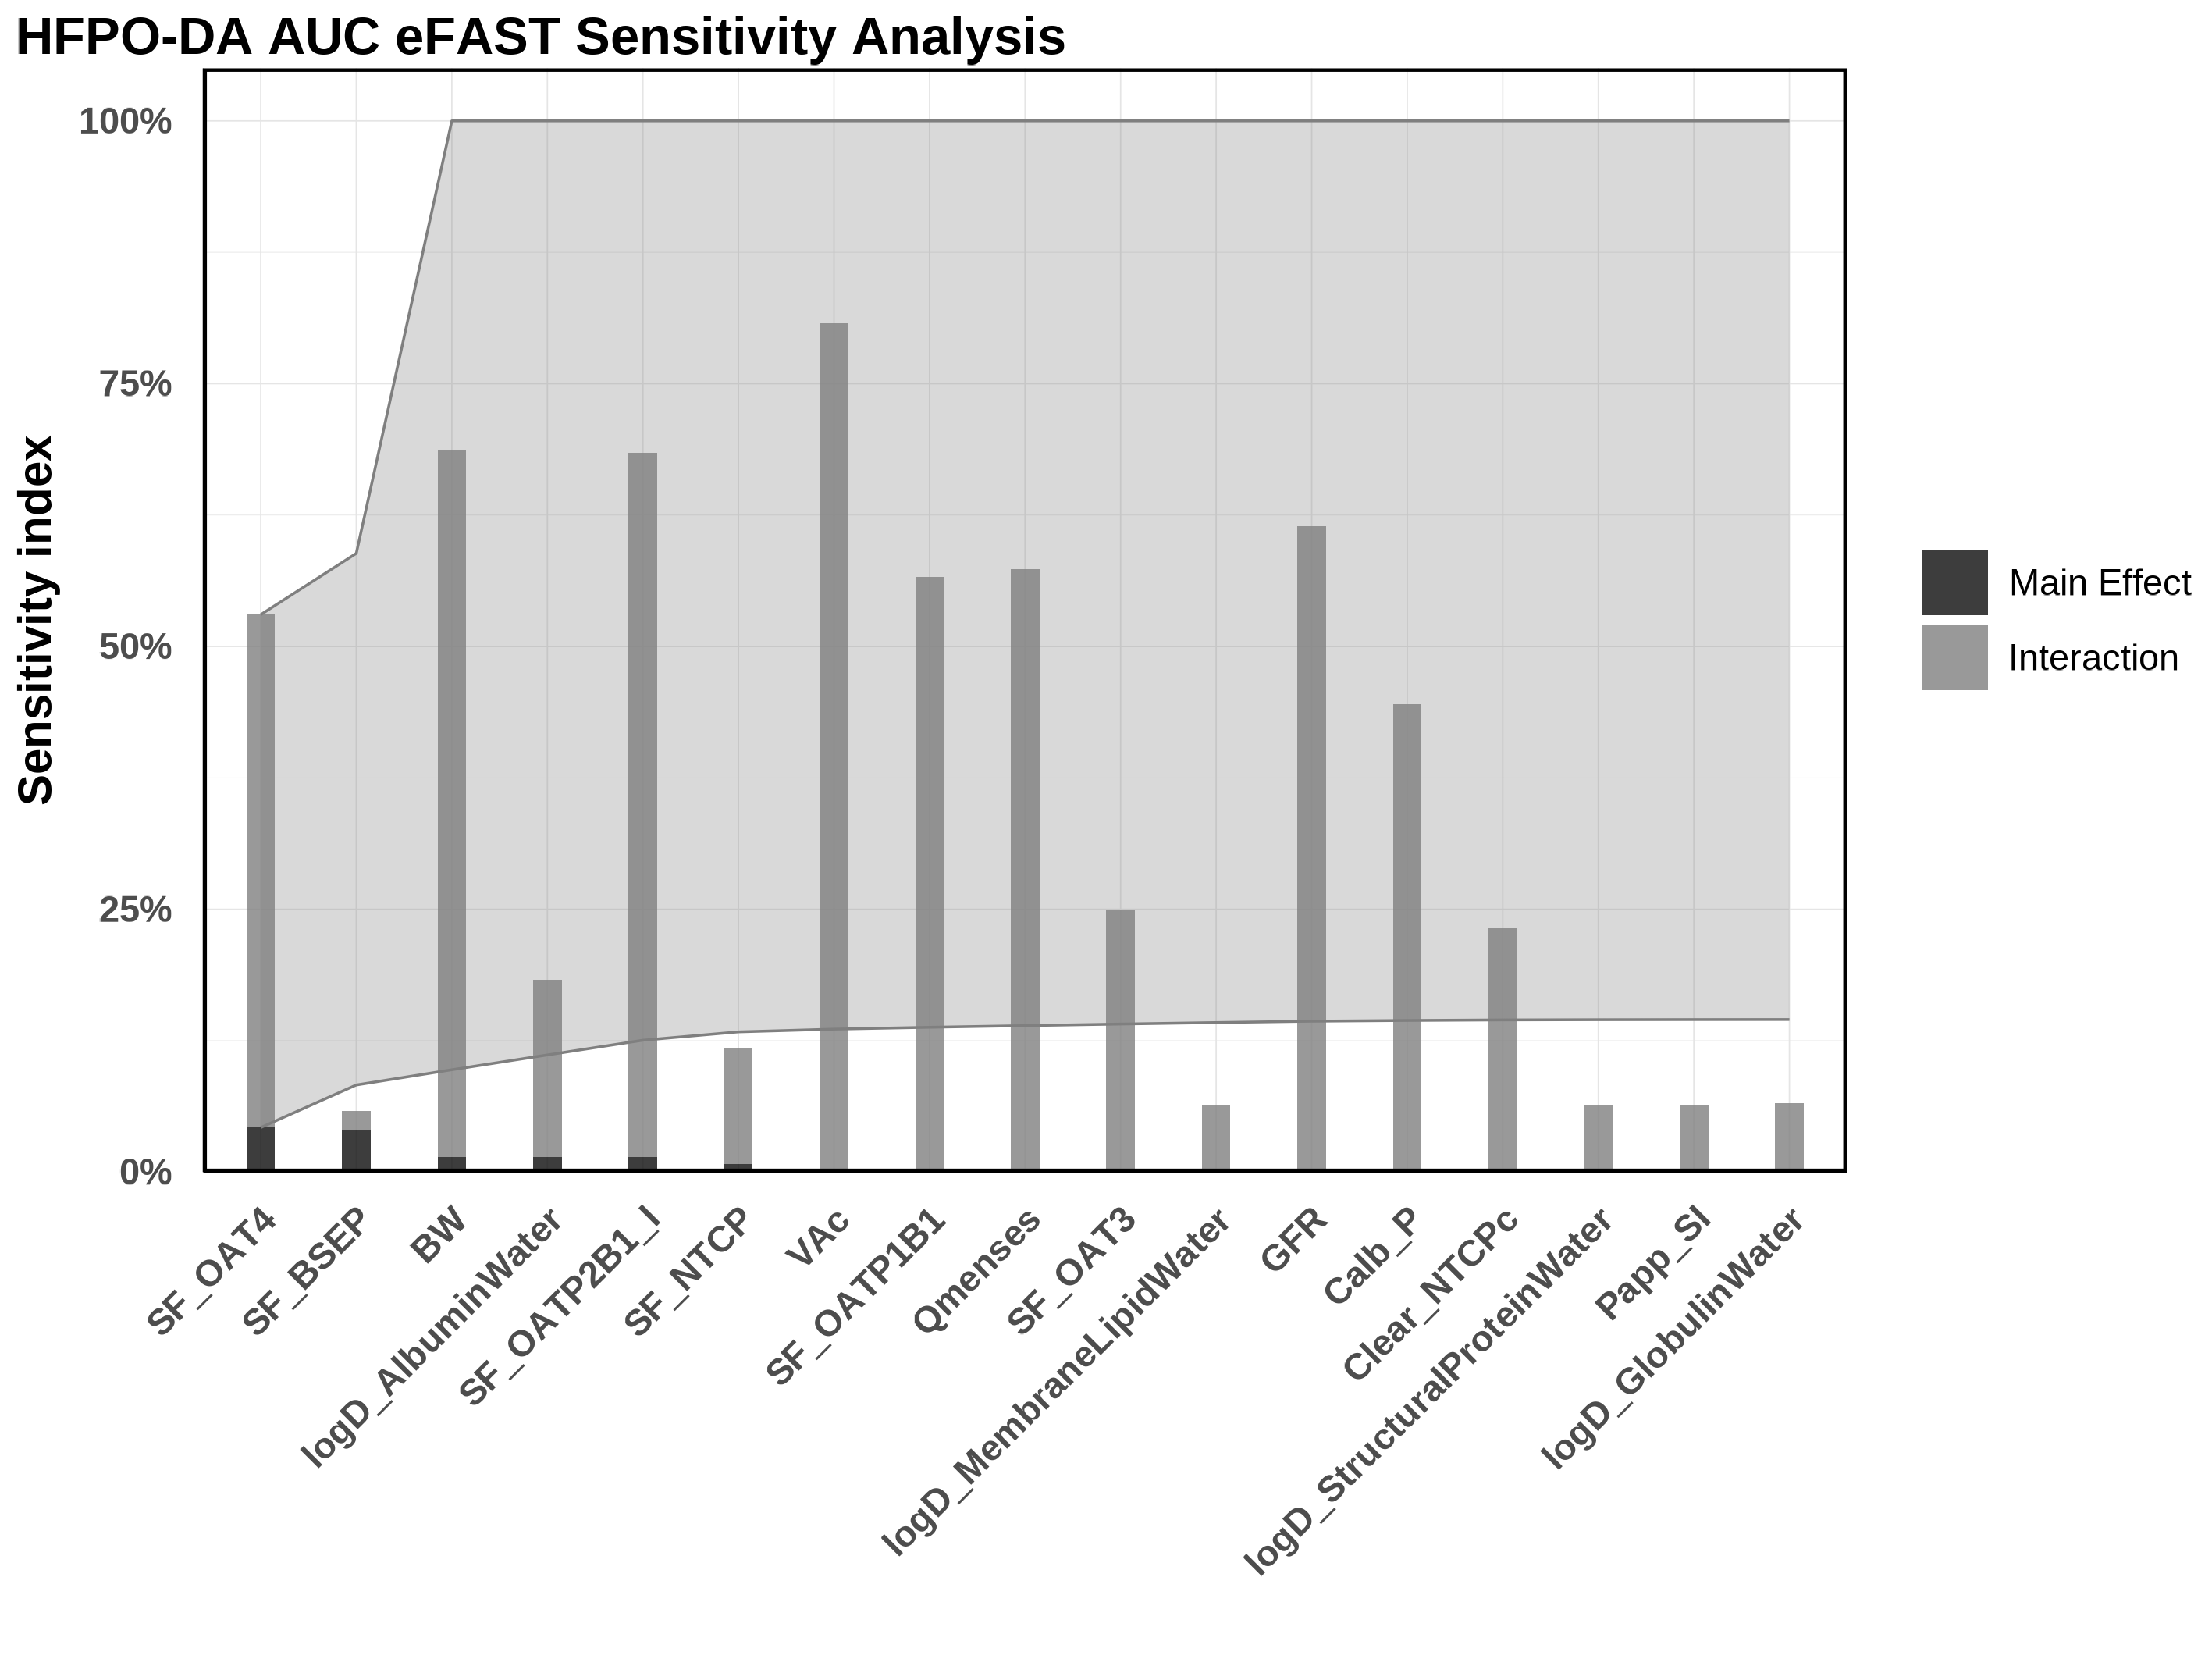 HFPO-DA AUC eFAST Sensitivity Analysis
Sensitivity index
100%
75%
50%
25%
0%
SF_OAT4
SF_BSEP
BW
logD_AlbuminWater
SF_OATP2B1_I
SF_NTCP
VAc
SF_OATP1B1
Qmenses
SF_OAT3
logD_MembraneLipidWater
GFR
Calb_P
Clear_NTCPc
logD_StructuralProteinWater
Papp_SI
logD_GlobulinWater
Main Effect
Interaction